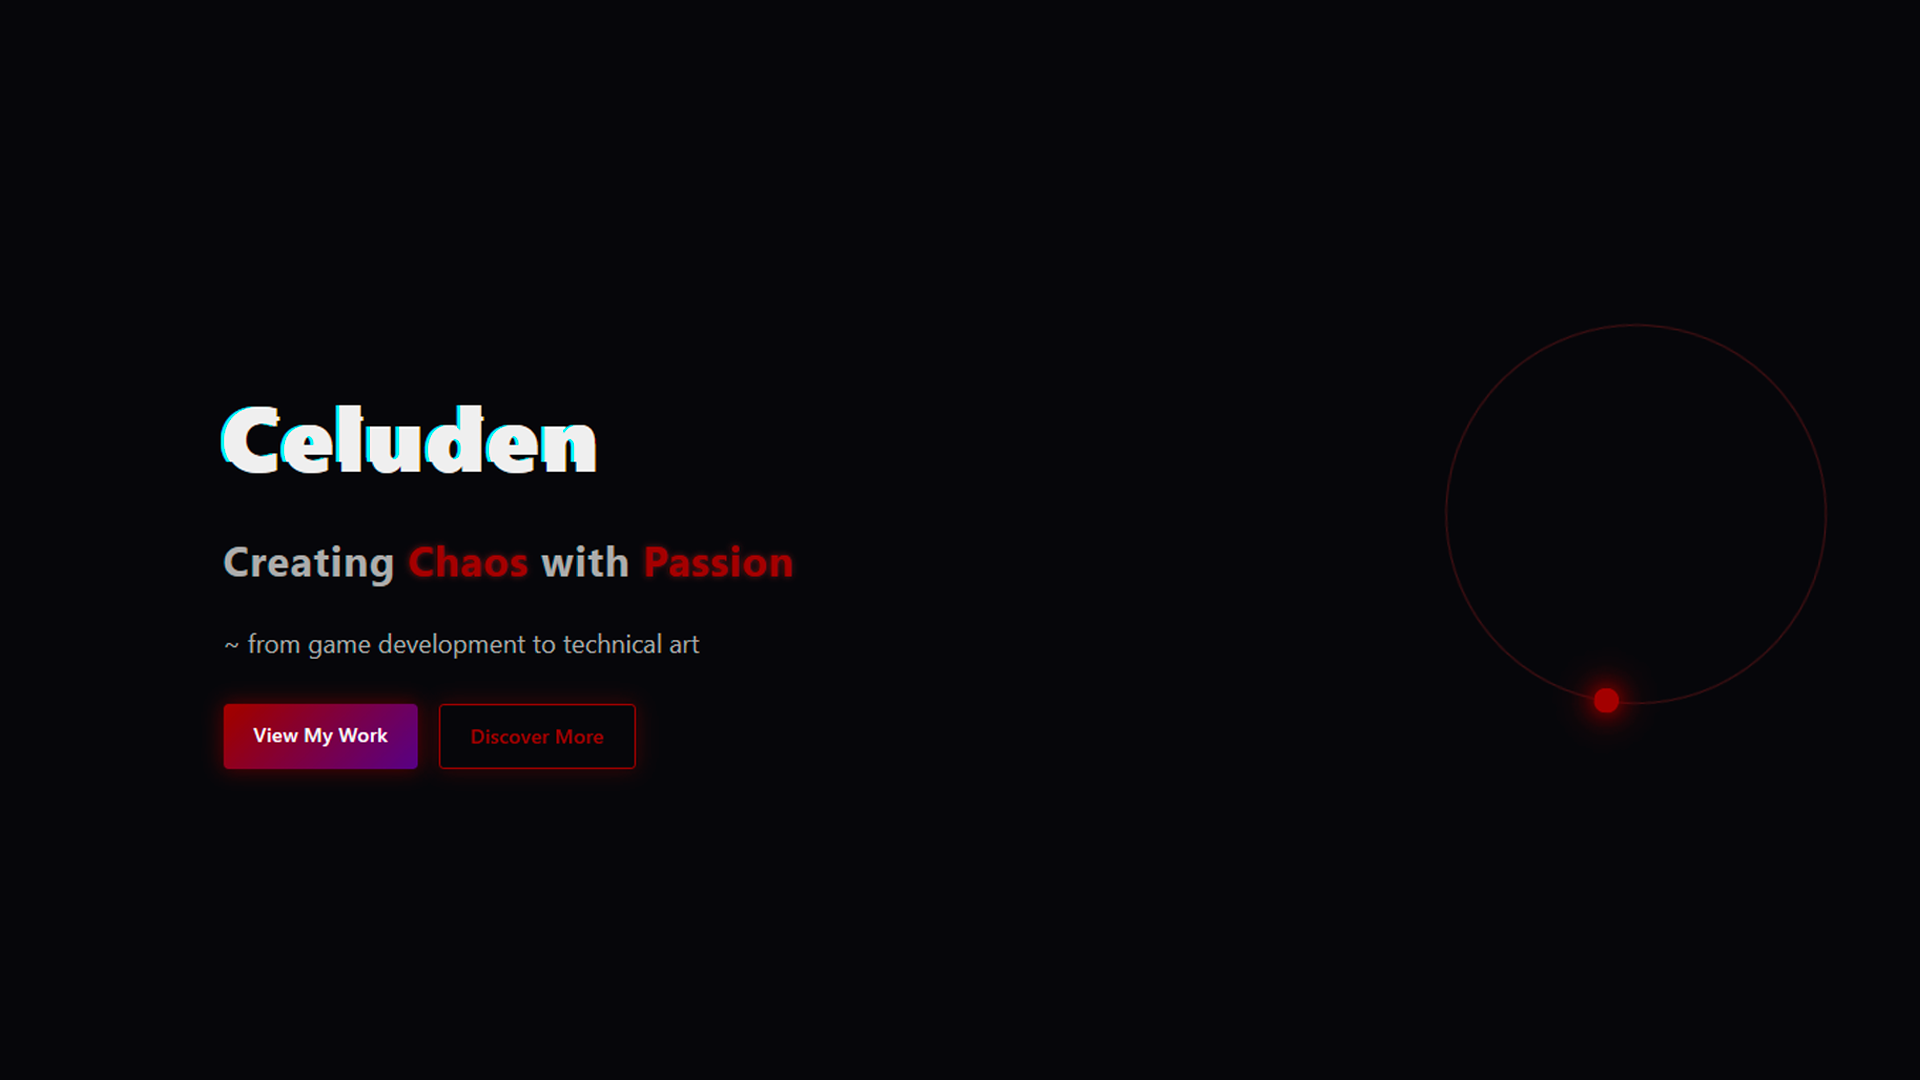 Celuden
Creating Chaos with Passion
~ from game development to technical art
View My Work
Discover More